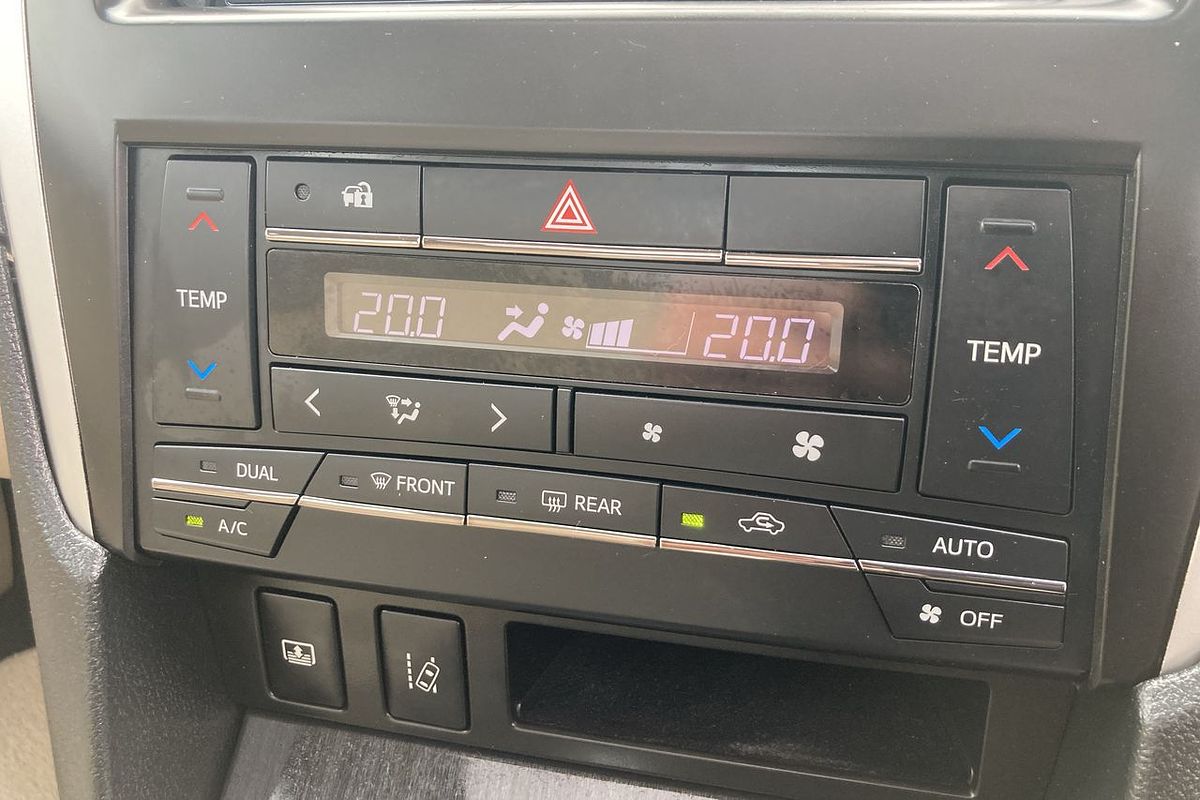 TEMP
20.0
20.0
TEMP
DUAL
FRONT
REAR
AUTO
A/C
OFF